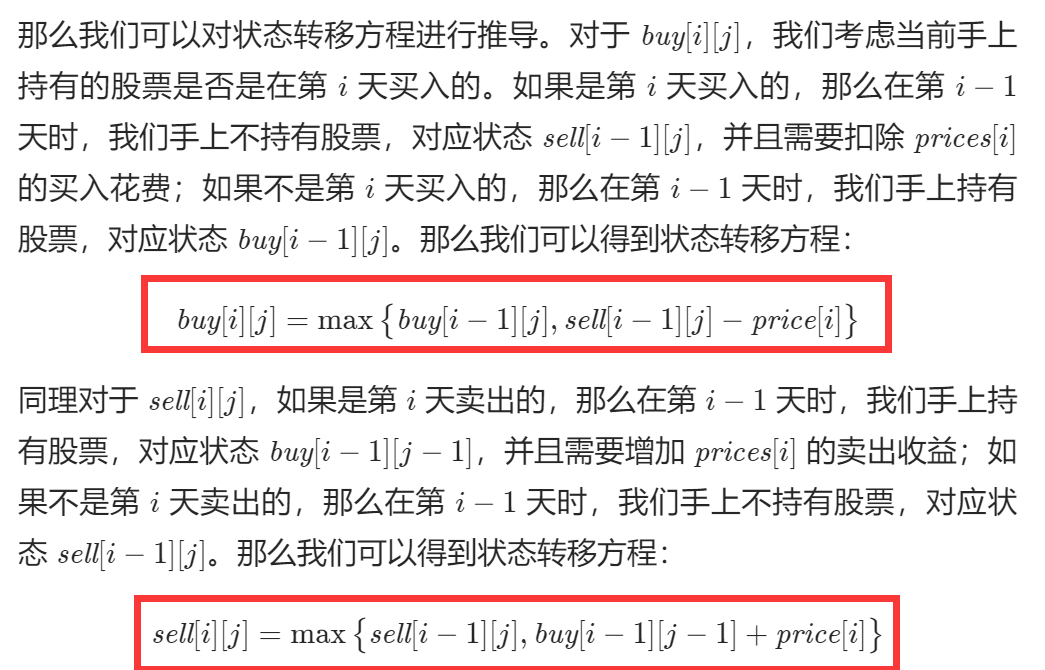 那么我们可以对状态转移方程进行推导。对于 buy[i][j]，我们考虑当前手上
持有的股票是否是在第 i 天买入的。如果是第 i 天买入的，那么在第 i − 1
天时，我们手上不持有股票，对应状态 sell[i − 1][j]，并且需要扣除 prices[i]
的买入花费；如果不是第 i 天买入的，那么在第 i − 1 天时，我们手上持有
股票，对应状态 buy[i − 1][j]。那么我们可以得到状态转移方程：
buy[i][j] = max {buy[i − 1][j], sell[i − 1][j] − price[i]}
同理对于 sell[i][j]，如果是第 i 天卖出的，那么在第 i − 1 天时，我们手上持
有股票，对应状态 buy[i − 1][j − 1]，并且需要增加 prices[i] 的卖出收益；如
果不是第 i 天卖出的，那么在第 i − 1 天时，我们手上不持有股票，对应状
态 sell[i − 1][j]。那么我们可以得到状态转移方程：
sell[i][j] = max {sell[i − 1][j], buy[i − 1][j − 1] + price[i]}